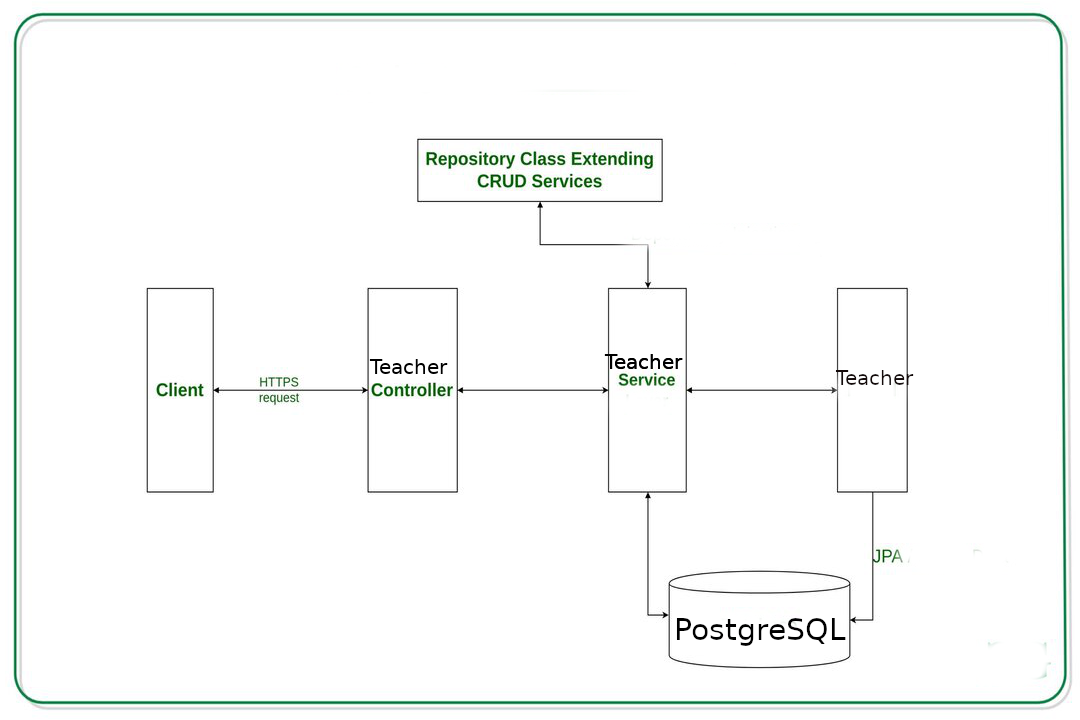 Repository Class Extending
CRUD Services
Teacher
Controller
Client
HTTPS
request
Teacher
Service
Teacher
JPA
PostgreSQL